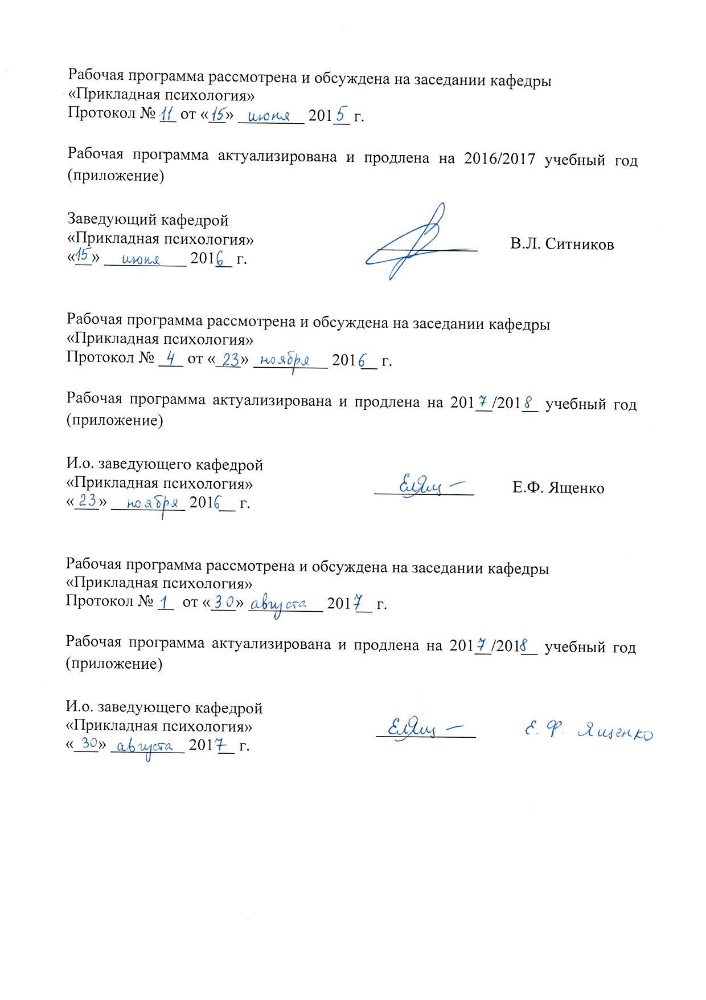 Рабочая программа рассмотрена и обсуждена на заседании кафедры
«Прикладная психология»
Протокол № 11 от «15» июня 2015 г.
Рабочая программа актуализирована и продлена на 2016/2017 учебный год
(приложение)
Заведующий кафедрой
«Прикладная психология»
В.Л. Ситников
«15» июня 2016 г.
Рабочая программа рассмотрена и обсуждена на заседании кафедры
«Прикладная психология»
Протокол № 4 от «23» ноября 2016 г.
Рабочая программа актуализирована и продлена на 2017/2018 учебный год
(приложение)
И.о. заведующего кафедрой
«Прикладная психология» Е.Ф. Ященко
«23» ноября 2016 г.
Рабочая программа рассмотрена и обсуждена на заседании кафедры
«Прикладная психология»
Протокол № 1 от «30» августа 2017 г.
Рабочая программа актуализирована и продлена на 2017/2018 учебный год
(приложение)
И.о. заведующего кафедрой
«Прикладная психология» Е. Ф. Ященко
«30» августа 2017 г.